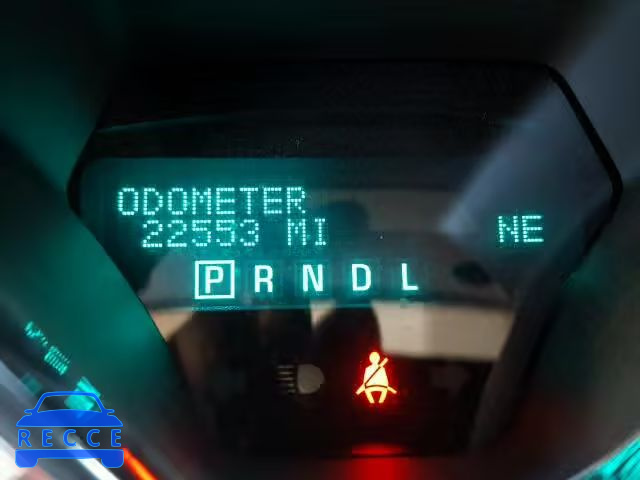 ODOMETER
22553 MI NE
P R N D L
RECCE